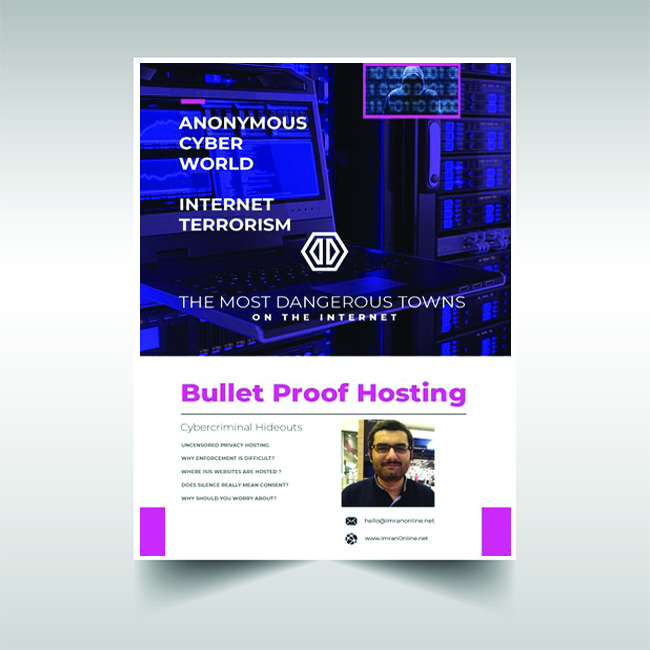 ANONYMOUS
CYBER
WORLD
INTERNET
TERRORISM
THE MOST DANGEROUS TOWNS
ON THE INTERNET
Bullet Proof Hosting
Cybercriminal Hideouts
UNCENSORED PRIVACY HOSTING
WHY ENFORCEMENT IS DIFFICULT?
WHERE ISIS WEBSITES ARE HOSTED ?
DOES SILENCE REALLY MEAN CONSENT?
WHY SHOULD YOU WORRY ABOUT?
hello@imranonline.net
www.ImranOnline.net